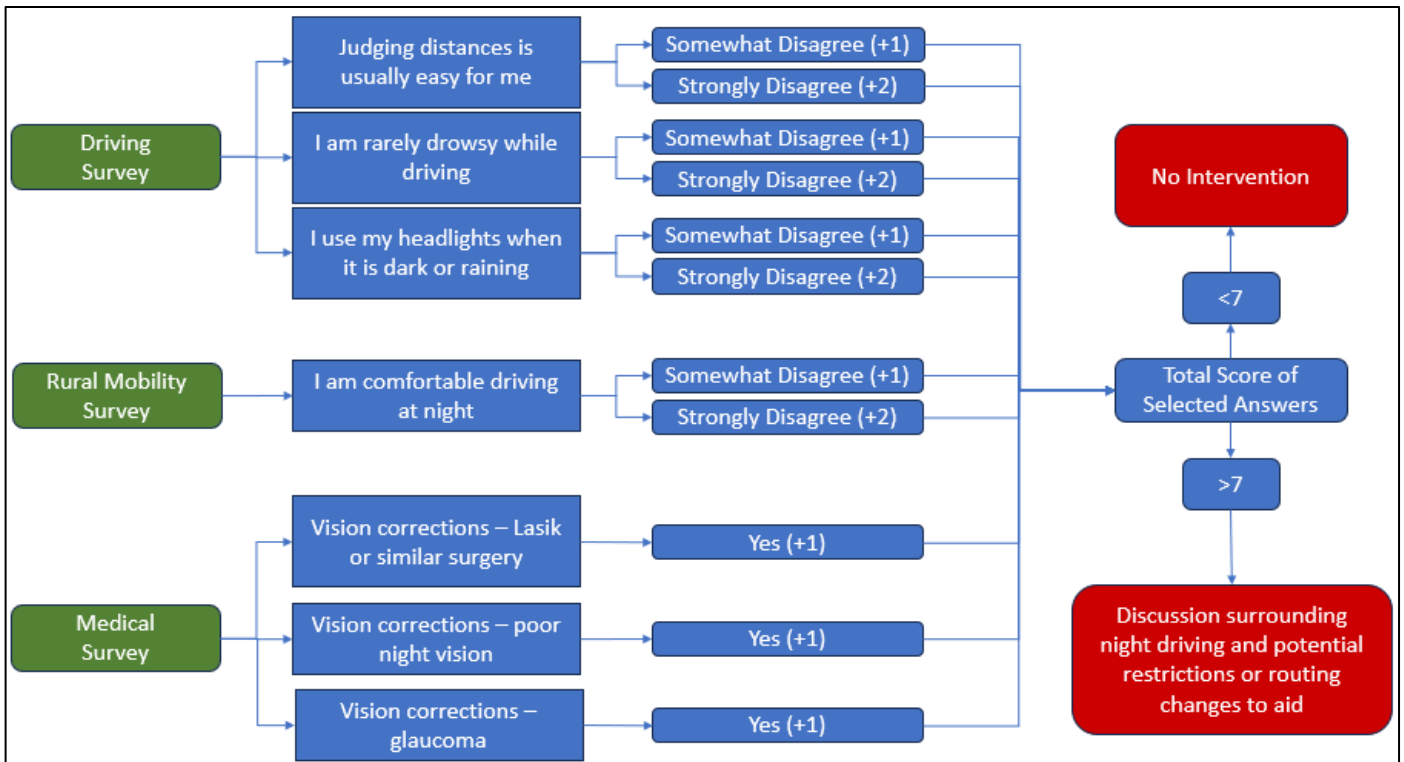 Driving
Survey
Judging distances is
usually easy for me
Somewhat Disagree (+1)
Strongly Disagree (+2)
I am rarely drowsy while
driving
Somewhat Disagree (+1)
Strongly Disagree (+2)
I use my headlights when
it is dark or raining
Somewhat Disagree (+1)
Strongly Disagree (+2)
Rural Mobility
Survey
I am comfortable driving
at night
Somewhat Disagree (+1)
Strongly Disagree (+2)
Medical
Survey
Vision corrections – Lasik
or similar surgery
Yes (+1)
Vision corrections – poor
night vision
Yes (+1)
Vision corrections –
glaucoma
Yes (+1)
No Intervention
<7
Total Score of
Selected Answers
>7
Discussion surrounding
night driving and potential
restrictions or routing
changes to aid